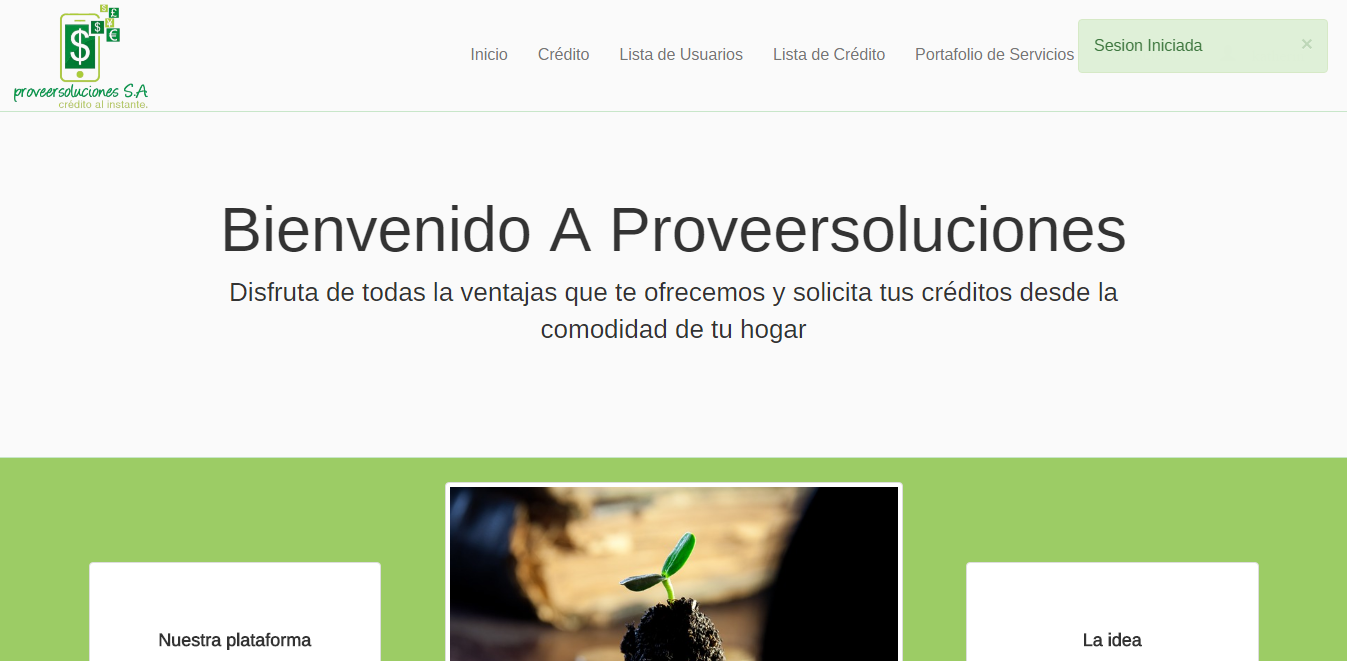 $ £
$ ¥
$ €
proveersoluciones S.A
crédito al instante.
Inicio Crédito Lista de Usuarios Lista de Crédito Portafolio de Servicios
Sesion Iniciada ×
Bienvenido A Proveersoluciones
Disfruta de todas la ventajas que te ofrecemos y solicita tus créditos desde la
comodidad de tu hogar
Nuestra plataforma
La idea